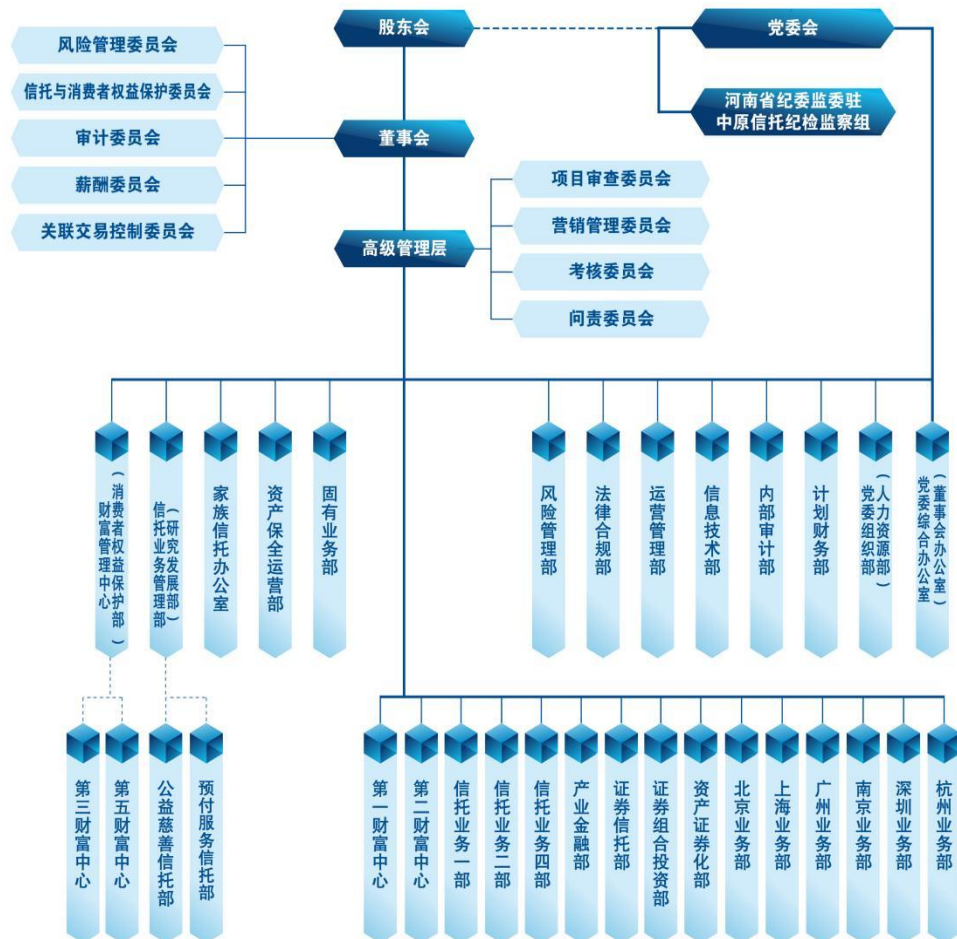 股东会
党委会
河南省纪委监委驻
中原信托纪检监察组
风险管理委员会
信托与消费者权益保护委员会
审计委员会
薪酬委员会
关联交易控制委员会
董事会
高级管理层
项目审查委员会
营销管理委员会
考核委员会
问责委员会
财富管理中心
（消费者权益保护部）
信托业务管理部
（研究发展部）
家族信托办公室
资产保全运营部
固有业务部
风险管理部
法律合规部
运营管理部
信息技术部
内部审计部
计划财务部
党委组织部
（人力资源部）
党委综合办公室
（董事会办公室）
第三财富中心
第五财富中心
公益慈善信托部
预付服务信托部
第一财富中心
第二财富中心
信托业务一部
信托业务二部
信托业务四部
产业金融部
证券信托部
证券组合投资部
资产证券化部
北京业务部
上海业务部
广州业务部
南京业务部
深圳业务部
杭州业务部